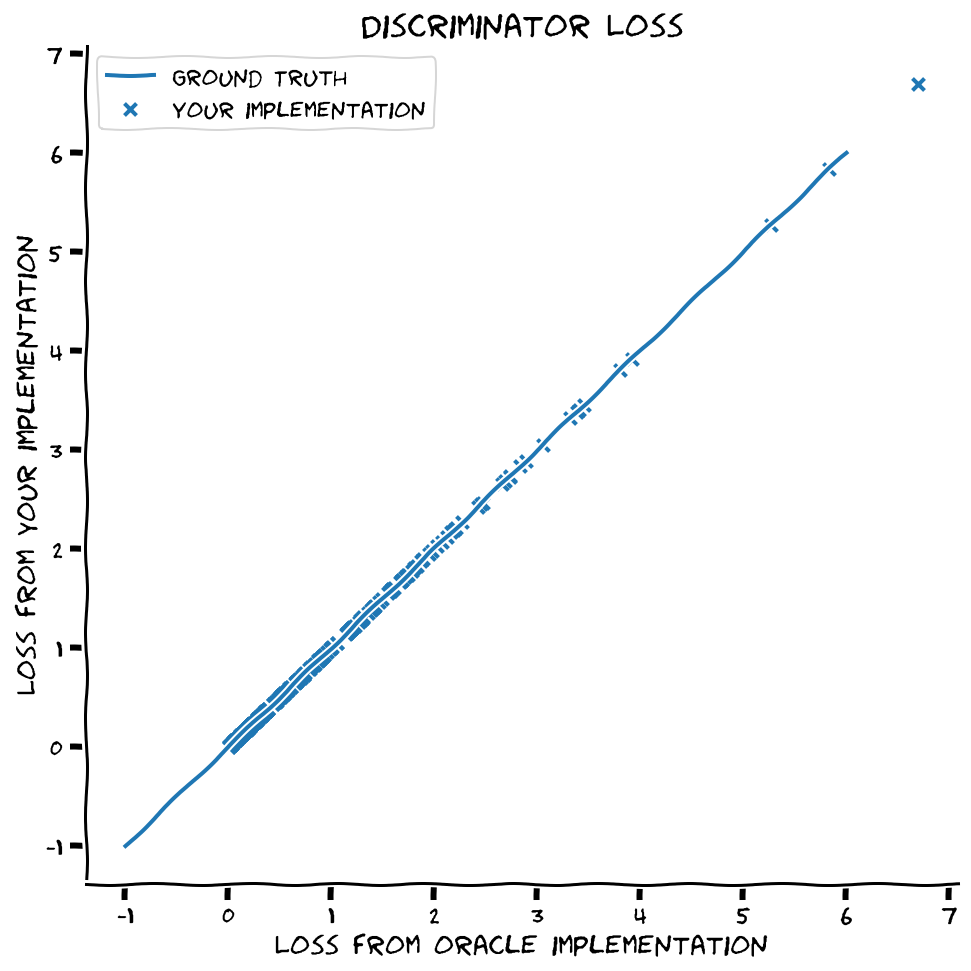 DISCRIMINATOR LOSS
GROUND TRUTH
YOUR IMPLEMENTATION
LOSS FROM YOUR IMPLEMENTATION
7
6
5
4
3
2
1
0
-1
-1 0 1 2 3 4 5 6 7
LOSS FROM ORACLE IMPLEMENTATION